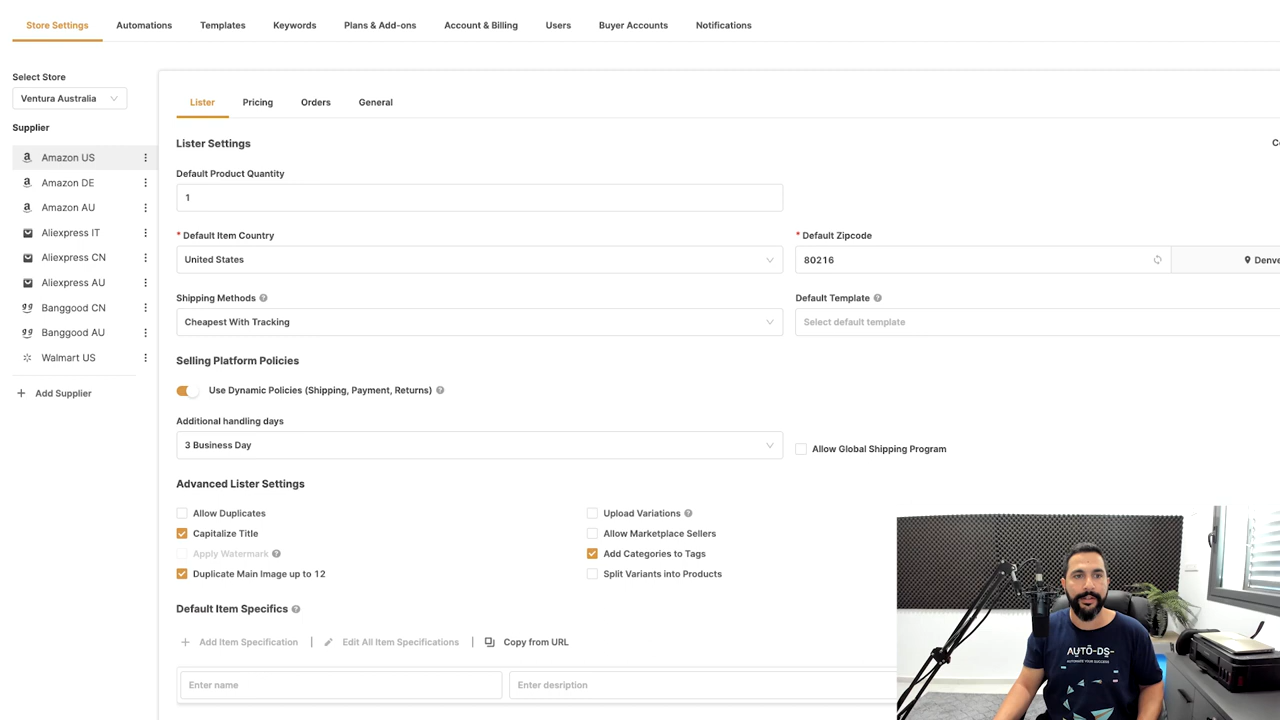 Store Settings Automations Templates Keywords Plans & Add-ons Account & Billing Users Buyer Accounts Notifications
Select Store
Ventura Australia
Supplier
Amazon US
Amazon DE
Amazon AU
Aliexpress IT
Aliexpress CN
Aliexpress AU
Banggood CN
Banggood AU
Walmart US
+ Add Supplier
Lister Pricing Orders General
Lister Settings
Default Product Quantity
1
* Default Item Country
United States
* Default Zipcode
80216
Denve
Shipping Methods
Cheapest With Tracking
Default Template
Select default template
Selling Platform Policies
Use Dynamic Policies (Shipping, Payment, Returns)
Additional handling days
3 Business Day
Allow Global Shipping Program
Advanced Lister Settings
Allow Duplicates
Capitalize Title
Apply Watermark
Duplicate Main Image up to 12
Upload Variations
Allow Marketplace Sellers
Add Categories to Tags
Split Variants into Products
Default Item Specifics
+ Add Item Specification | Edit All Item Specifications | Copy from URL
Enter name
Enter desription
AUTO-DS-
AUTOMATE YOUR SUCCESS